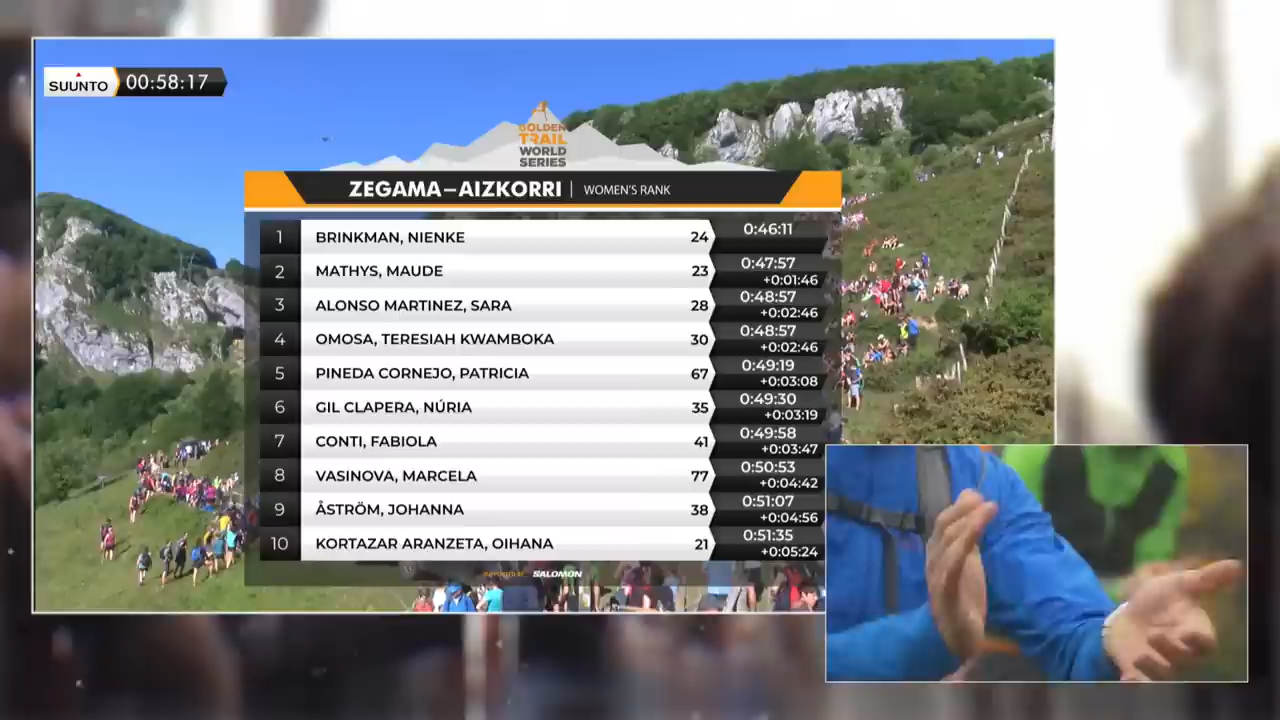 SUUNTO 00:58:17
GOLDEN
TRAIL
WORLD
SERIES
ZEGAMA–AIZKORRI | WOMEN'S RANK
1 BRINKMAN, NIENKE 24 0:46:11
2 MATHYS, MAUDE 23 0:47:57
+0:01:46
3 ALONSO MARTINEZ, SARA 28 0:48:57
+0:02:46
4 OMOSA, TERESIAH KWAMBOKA 30 0:48:57
+0:02:46
5 PINEDA CORNEJO, PATRICIA 67 0:49:19
+0:03:08
6 GIL CLAPERA, NÚRIA 35 0:49:30
+0:03:19
7 CONTI, FABIOLA 41 0:49:58
+0:03:47
8 VASINOVA, MARCELA 77 0:50:53
+0:04:42
9 ÅSTRÖM, JOHANNA 38 0:51:07
+0:04:56
10 KORTAZAR ARANZETA, OIHANA 21 0:51:35
+0:05:24
SALOMON